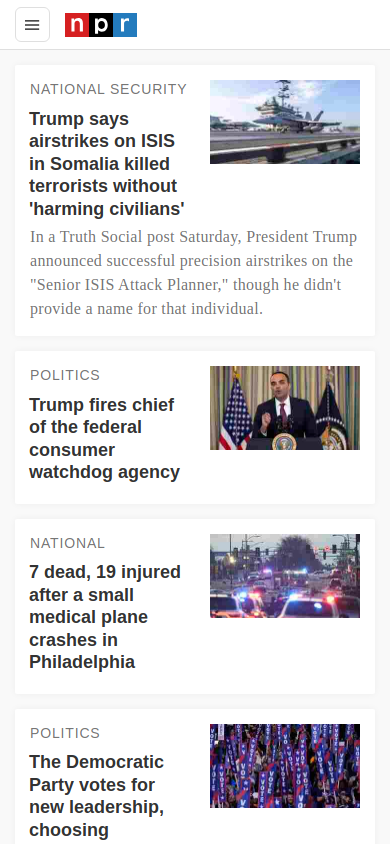 npr
NATIONAL SECURITY
Trump says
airstrikes on ISIS
in Somalia killed
terrorists without
'harming civilians'
In a Truth Social post Saturday, President Trump
announced successful precision airstrikes on the
"Senior ISIS Attack Planner," though he didn't
provide a name for that individual.
POLITICS
Trump fires chief
of the federal
consumer
watchdog agency
NATIONAL
7 dead, 19 injured
after a small
medical plane
crashes in
Philadelphia
POLITICS
The Democratic
Party votes for
new leadership,
choosing
VOTE